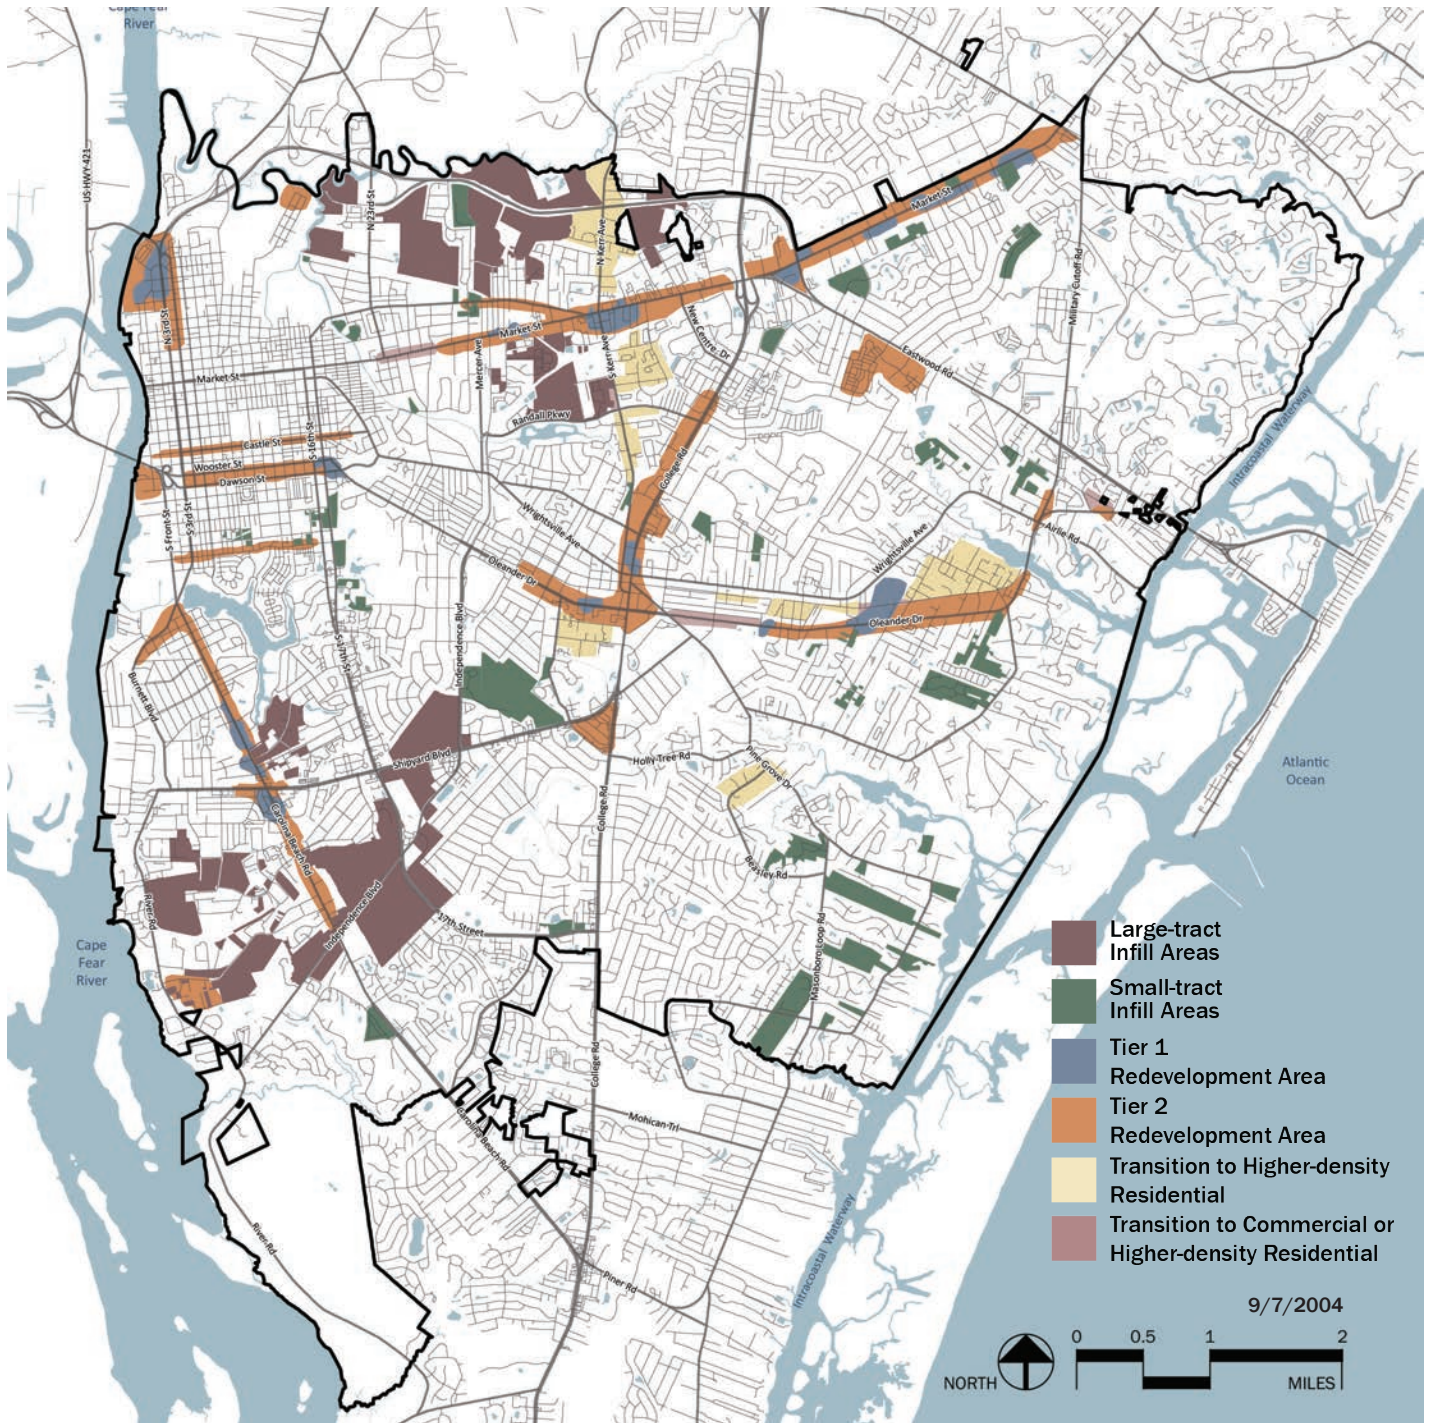 Cape Fear
River
US HWY 421
N 23rd St
N Kerr Ave
Market St
Military Cutoff Rd
N 3rd St
Market St
New Centre Dr
Mercer Ave
S Kerr Ave
Eastwood Rd
Market St
Randall Pkwy
Intracoastal Waterway
Castle St
S 16th St
Wooster St
Dawson St
College Rd
S Front St
S 3rd St
Wrightsville Ave
Wrightsville Ave
Airlie Rd
Oleander Dr
Independence Blvd
Oleander Dr
S 17th St
Burnett Blvd
Shipyard Blvd
Holly Tree Rd
Pine Grove Dr
Atlantic
Ocean
College Rd
Carolina Beach Rd
Beasley Rd
River Rd
Independence Blvd
17th Street
Masonboro Loop Rd
Cape
Fear
River
College Rd
Carolina Beach Rd
Mohican Trl
River Rd
Piner Rd
Intracoastal Waterway
Large-tract
Infill Areas
Small-tract
Infill Areas
Tier 1
Redevelopment Area
Tier 2
Redevelopment Area
Transition to Higher-density
Residential
Transition to Commercial or
Higher-density Residential
9/7/2004
0 0.5 1 2
NORTH
MILES